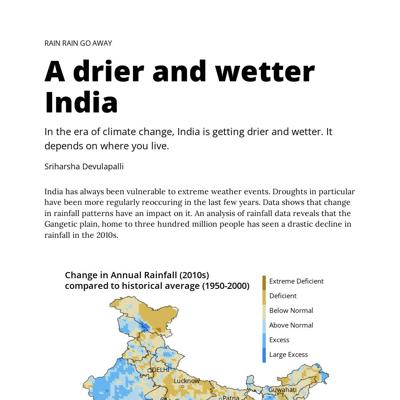 RAIN RAIN GO AWAY
A drier and wetter
India
In the era of climate change, India is getting drier and wetter. It
depends on where you live.
Sriharsha Devulapalli
India has always been vulnerable to extreme weather events. Droughts in particular
have been more regularly reoccuring in the last few years. Data shows that change
in rainfall patterns have an impact on it. An analysis of rainfall data reveals that the
Gangetic plain, home to three hundred million people has seen a drastic decline in
rainfall in the 2010s.
Change in Annual Rainfall (2010s)
compared to historical average (1950-2000)
Extreme Deficient
Deficient
Below Normal
Above Normal
Excess
Large Excess
DELHI
Lucknow
Guwahati
Patna